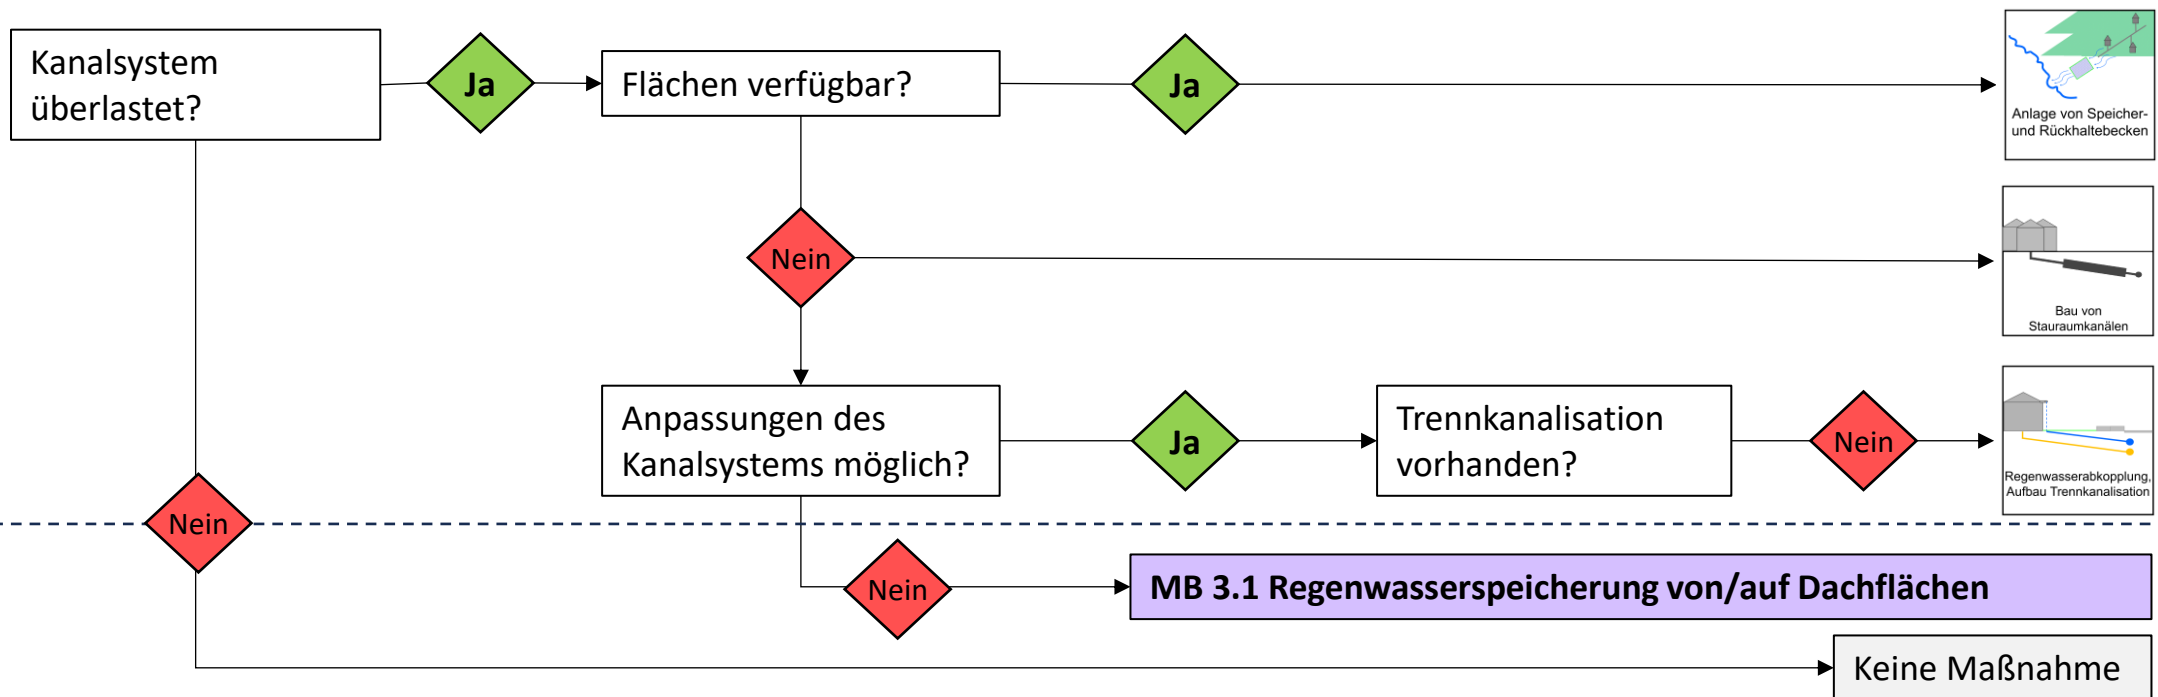 Kanalsystem
überlastet?
Ja
Flächen verfügbar?
Ja
Anlage von Speicher-
und Rückhaltebecken
Nein
Bau von
Stauraumkanälen
Anpassungen des
Kanalsystems möglich?
Ja
Trennkanalisation
vorhanden?
Nein
Regenwasserabkopplung,
Aufbau Trennkanalisation
Nein
Nein
MB 3.1 Regenwasserspeicherung von/auf Dachflächen
Keine Maßnahme